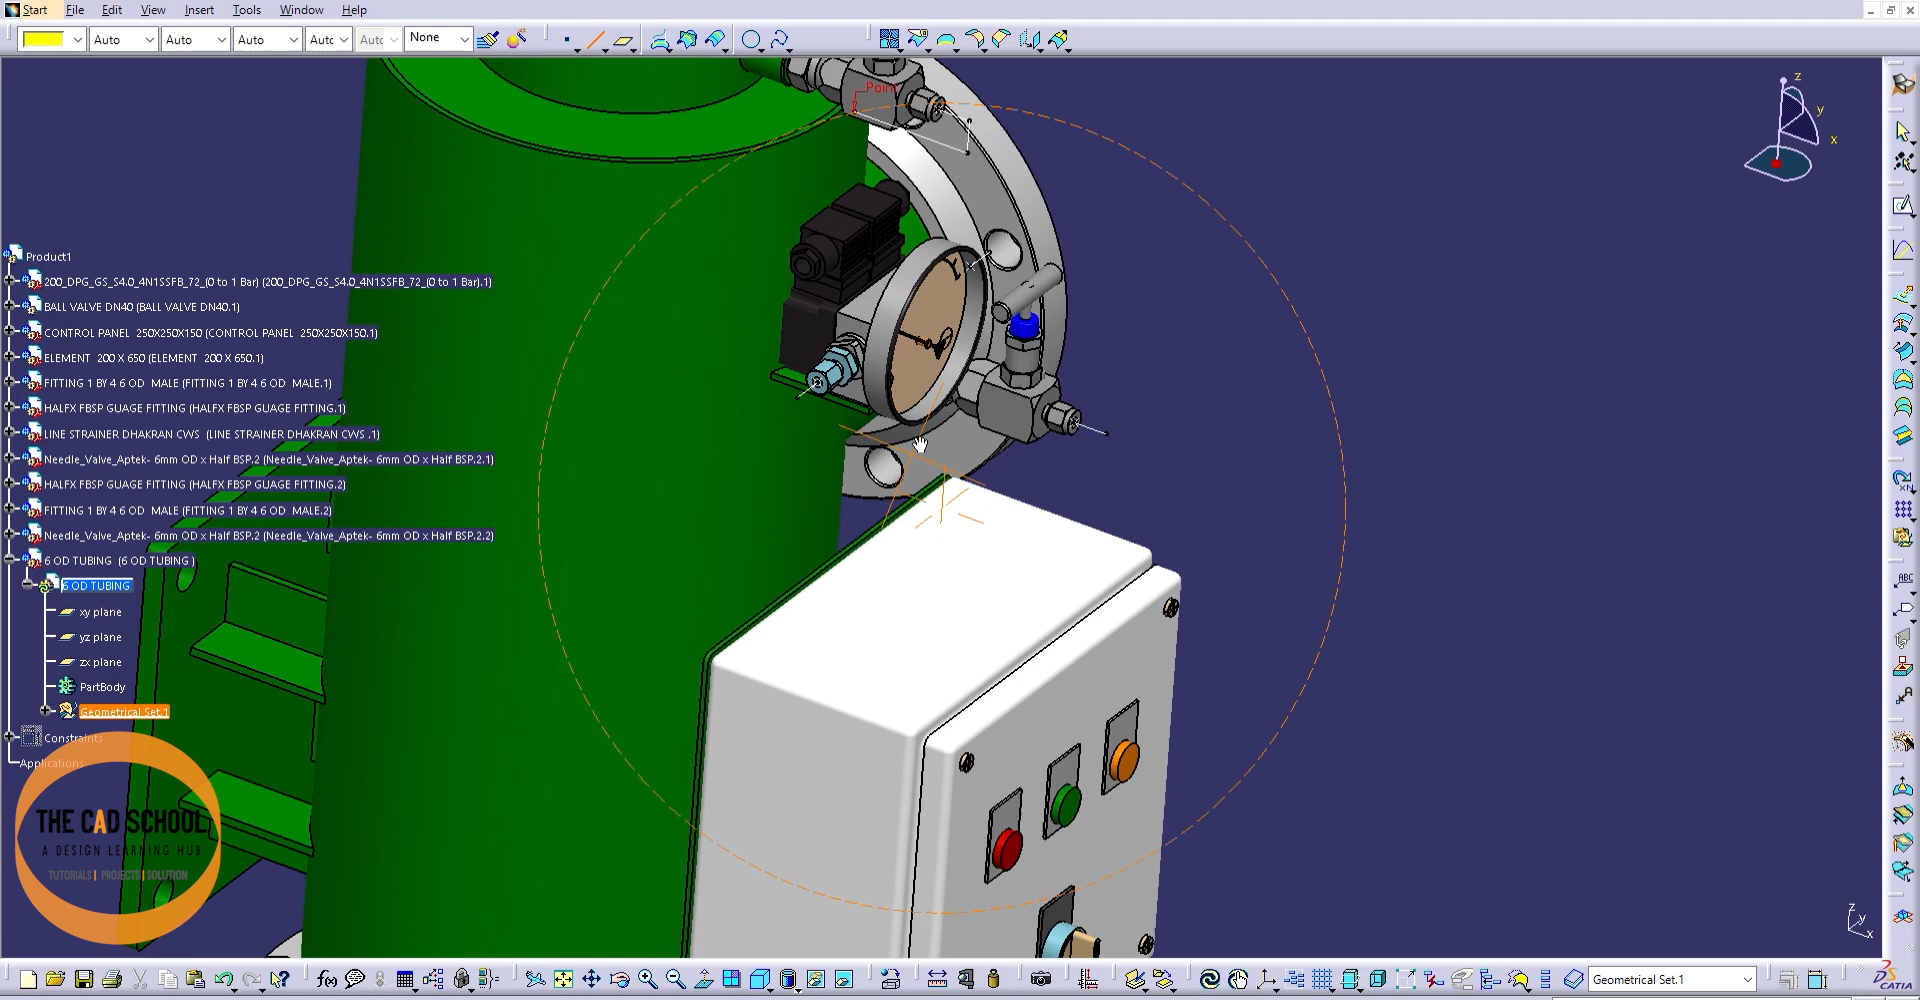 Start File Edit View Insert Tools Window Help
Auto Auto Auto Auto Auto None
Point
z
y
x
Product1
200_DPG_GS_S4.0_4N1SSFB_72_(0 to 1 Bar) (200_DPG_GS_S4.0_4N1SSFB_72_(0 to 1 Bar).1)
BALL VALVE DN40 (BALL VALVE DN40.1)
CONTROL PANEL 250X250X150 (CONTROL PANEL 250X250X150.1)
ELEMENT 200 X 650 (ELEMENT 200 X 650.1)
FITTING 1 BY 4 6 OD MALE (FITTING 1 BY 4 6 OD MALE.1)
HALFX FBSP GUAGE FITTING (HALFX FBSP GUAGE FITTING.1)
LINE STRAINER DHAKRAN CWS (LINE STRAINER DHAKRAN CWS .1)
Needle_Valve_Aptek- 6mm OD x Half BSP.2 (Needle_Valve_Aptek- 6mm OD x Half BSP.2.1)
HALFX FBSP GUAGE FITTING (HALFX FBSP GUAGE FITTING.2)
FITTING 1 BY 4 6 OD MALE (FITTING 1 BY 4 6 OD MALE.2)
Needle_Valve_Aptek- 6mm OD x Half BSP.2 (Needle_Valve_Aptek- 6mm OD x Half BSP.2.2)
6 OD TUBING (6 OD TUBING )
6 OD TUBING
xy plane
yz plane
zx plane
PartBody
Geometrical Set.1
Constraints
Applications
THE CAD SCHOOL
A DESIGN LEARNING HUB
TUTORIALS | PROJECTS | SOLUTION
ABC
z
y
x
f(x)
Geometrical Set.1
CATIA